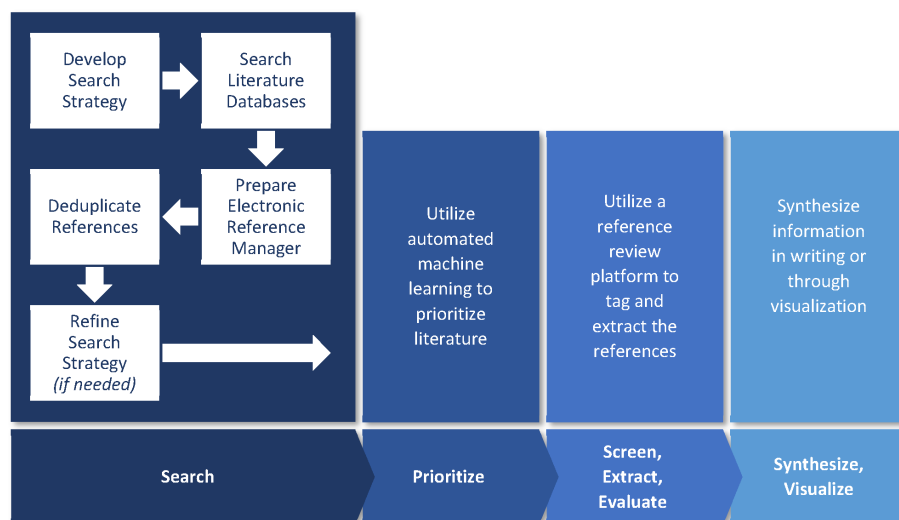 Develop
Search
Strategy
Search
Literature
Databases
Prepare
Electronic
Reference
Manager
Deduplicate
References
Refine
Search
Strategy
(if needed)
Utilize
automated
machine
learning to
prioritize
literature
Utilize a
reference
review
platform to
tag and
extract the
references
Synthesize
information
in writing or
through
visualization
Search
Prioritize
Screen,
Extract,
Evaluate
Synthesize,
Visualize